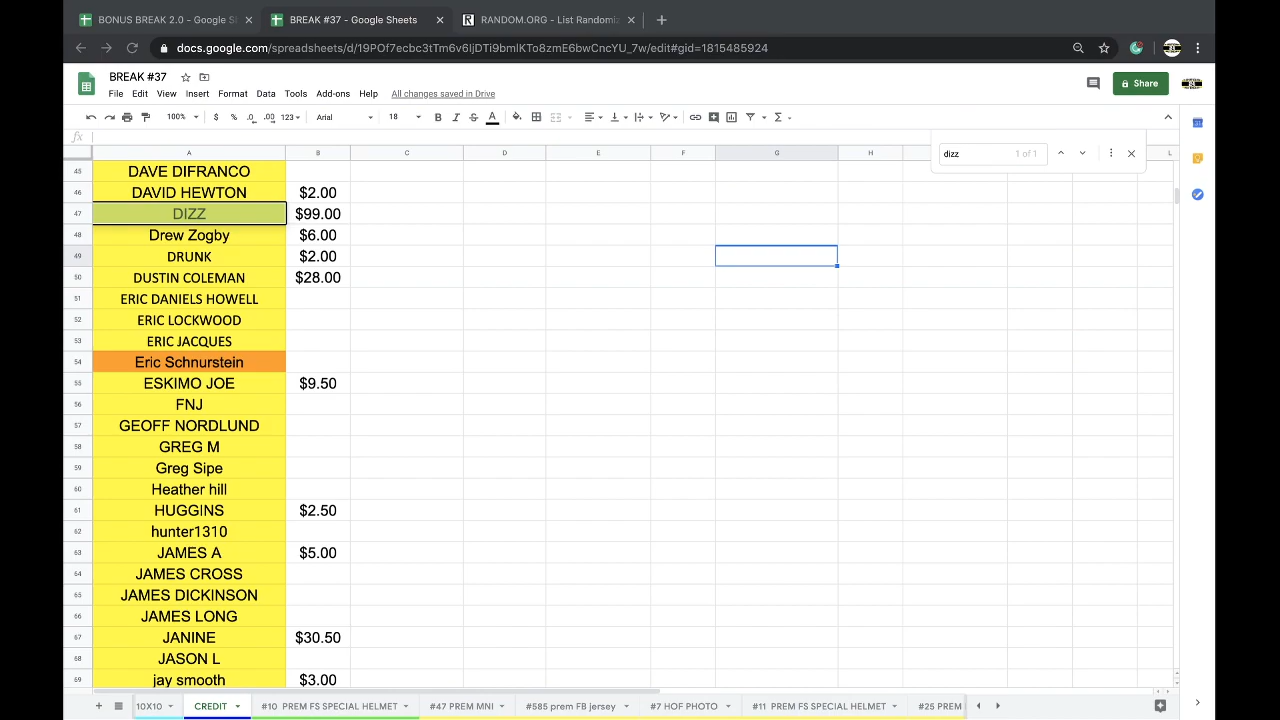 BONUS BREAK 2.0 - Google S
BREAK #37 - Google Sheets
RANDOM.ORG - List Randomiz
docs.google.com/spreadsheets/d/19POf7ecbc3tTm6v6IjDTi9bmlKTo8zmE6bwCncYU_7w/edit#gid=1815485924
BREAK #37
File Edit View Insert Format Data Tools Add-ons Help All changes saved in Drive
Share
100% $ % .0 .00 123 Arial 18 B I S A
fx
dizz 1 of 1
A B C D E F G H L
45 DAVE DIFRANCO
46 DAVID HEWTON $2.00
47 DIZZ $99.00
48 Drew Zogby $6.00
49 DRUNK $2.00
50 DUSTIN COLEMAN $28.00
51 ERIC DANIELS HOWELL
52 ERIC LOCKWOOD
53 ERIC JACQUES
54 Eric Schnurstein
55 ESKIMO JOE $9.50
56 FNJ
57 GEOFF NORDLUND
58 GREG M
59 Greg Sipe
60 Heather hill
61 HUGGINS $2.50
62 hunter1310
63 JAMES A $5.00
64 JAMES CROSS
65 JAMES DICKINSON
66 JAMES LONG
67 JANINE $30.50
68 JASON L
69 jay smooth $3.00
10X10 CREDIT #10 PREM FS SPECIAL HELMET #47 PREM MNI #585 prem FB jersey #7 HOF PHOTO #11 PREM FS SPECIAL HELMET #25 PREM